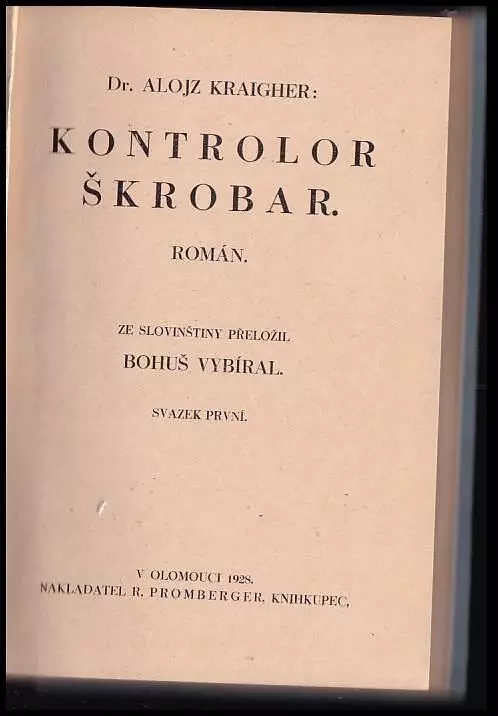 Dr. ALOJZ KRAIGHER:
KONTROLOR
ŠKROBAR.
ROMÁN.
ZE SLOVINŠTINY PŘELOŽIL
BOHUŠ VYBÍRAL.
SVAZEK PRVNÍ.
V OLOMOUCI 1928.
NAKLADATEL R. PROMBERGER, KNIHKUPEC,